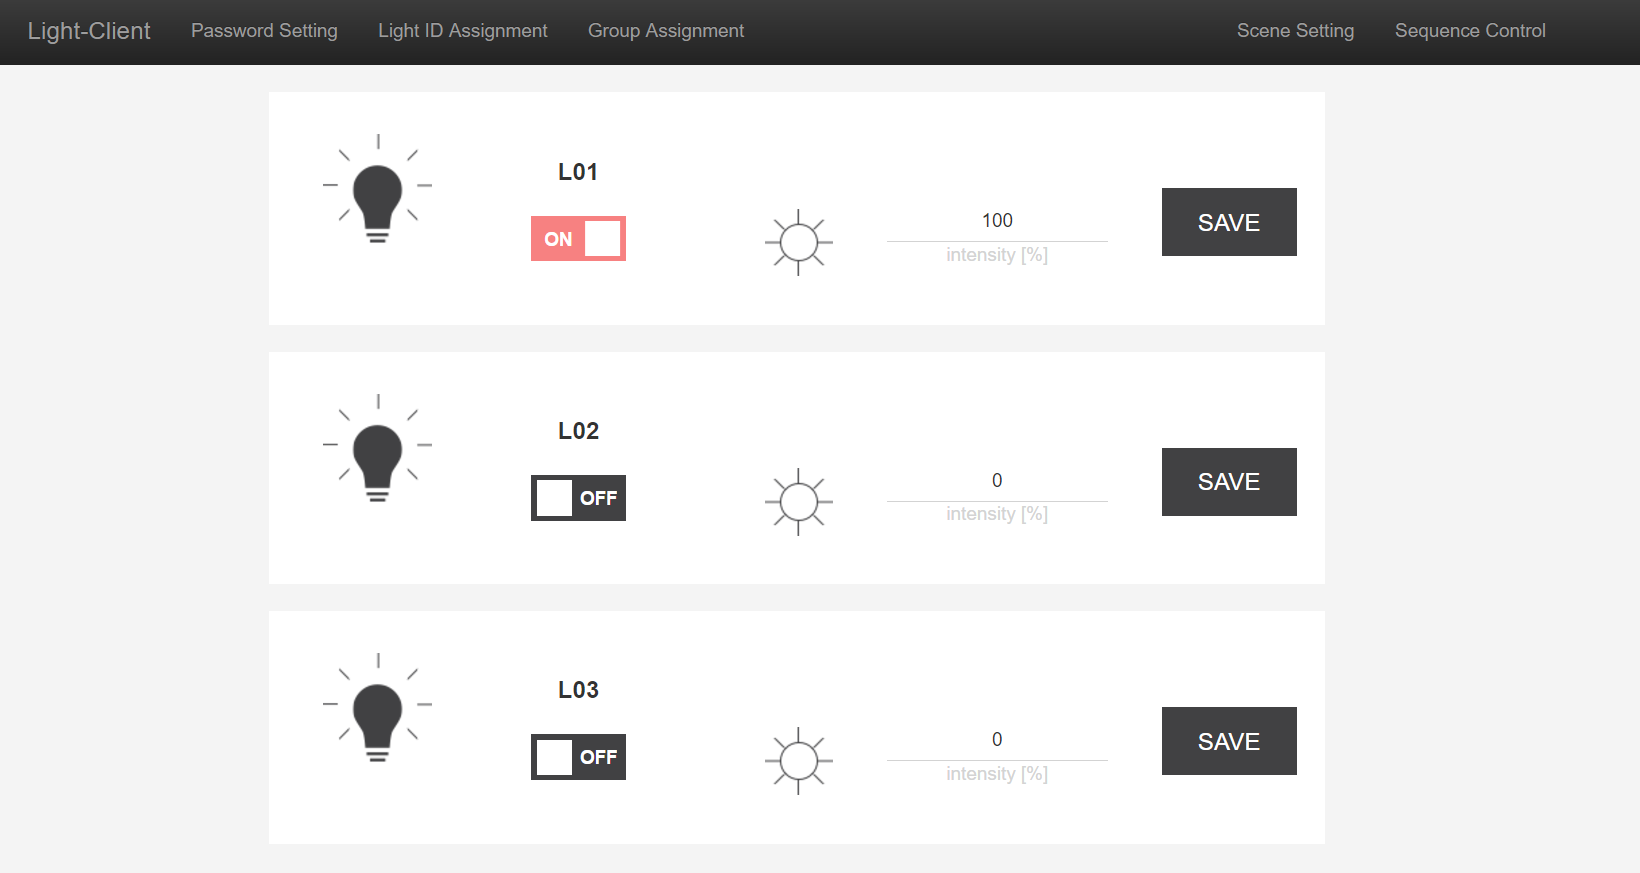 Light-Client Password Setting Light ID Assignment Group Assignment Scene Setting Sequence Control
L01
ON
100
intensity [%]
SAVE
L02
OFF
0
intensity [%]
SAVE
L03
OFF
0
intensity [%]
SAVE